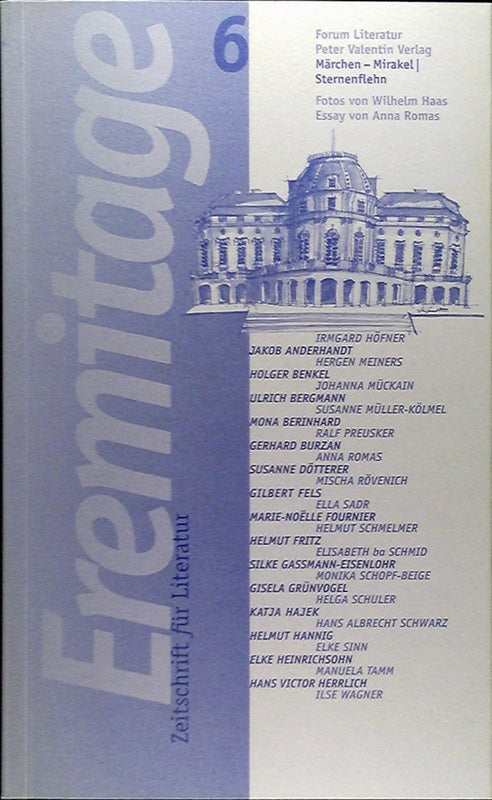 Eremitage
Zeitschrift für Literatur
6
Forum Literatur
Peter Valentin Verlag
Märchen – Mirakel|
Sternenflehn
Fotos von Wilhelm Haas
Essay von Anna Romas
IRMGARD HÖFNER
JAKOB ANDERHANDT
HERGEN MEINERS
HOLGER BENKEL
JOHANNA MÜCKAIN
ULRICH BERGMANN
SUSANNE MÜLLER-KÖLMEL
MONA BERINHARD
RALF PREUSKER
GERHARD BURZAN
ANNA ROMAS
SUSANNE DÖTTERER
MISCHA RÖVENICH
GILBERT FELS
ELLA SADR
MARIE-NOËLLE FOURNIER
HELMUT SCHMELMER
HELMUT FRITZ
ELISABETH ba SCHMID
SILKE GASSMANN-EISENLOHR
MONIKA SCHOPF-BEIGE
GISELA GRÜNVOGEL
HELGA SCHULER
KATJA HAJEK
HANS ALBRECHT SCHWARZ
HELMUT HANNIG
ELKE SINN
ELKE HEINRICHSOHN
MANUELA TAMM
HANS VICTOR HERRLICH
ILSE WAGNER